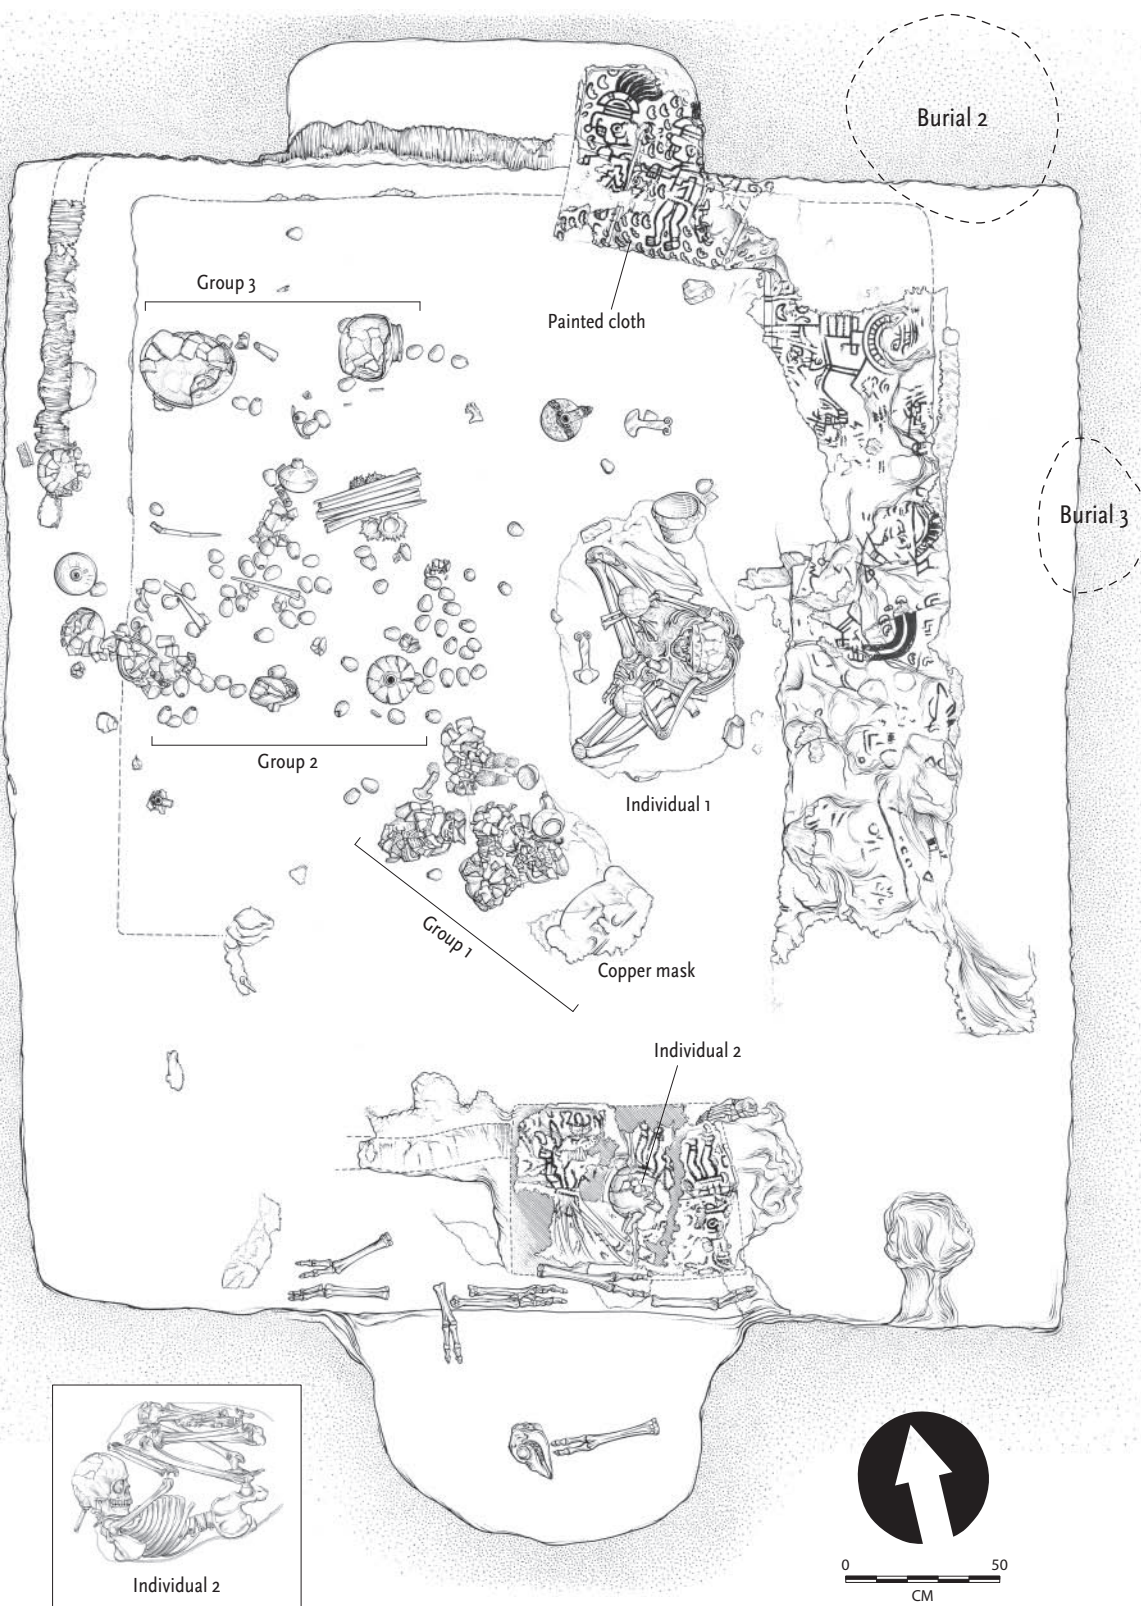 Burial 2
Group 3
Painted cloth
Burial 3
Group 2
Individual 1
Group 1
Copper mask
Individual 2
Individual 2
0 50
CM